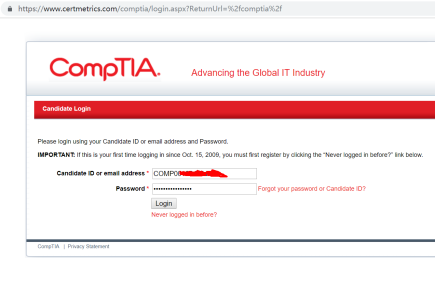 https://www.certmetrics.com/comptia/login.aspx?ReturnUrl=%2fcomptia%2f
CompTIA. Advancing the Global IT Industry
Candidate Login
Please login using your Candidate ID or email address and Password.
IMPORTANT: If this is your first time logging in since Oct. 15, 2009, you must first register by clicking the "Never logged in before?" link below.
Candidate ID or email address * COMP0
Password * •••••••••••••••• Forgot your password or Candidate ID?
Login
Never logged in before?
CompTIA | Privacy Statement